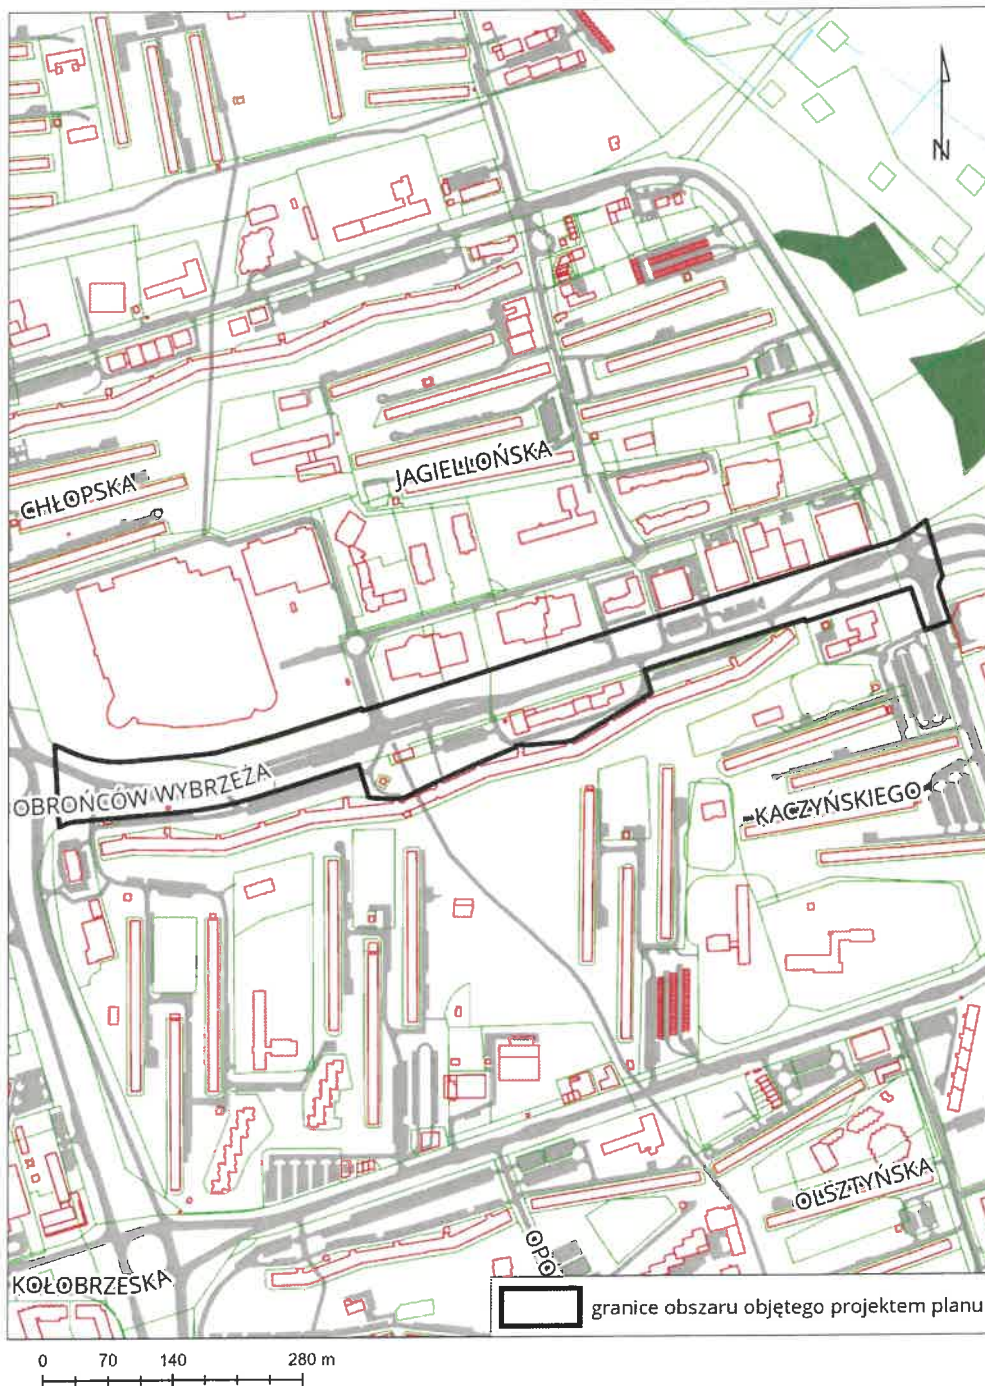 N
JAGIELLOŃSKA
CHŁOPSKA
OBROŃCÓW WYBRZEŻA
KACZYŃSKIEGO
OLSZTYŃSKA
OPO
KOŁOBRZESKA
granice obszaru objętego projektem planu
0 70 140 280 m